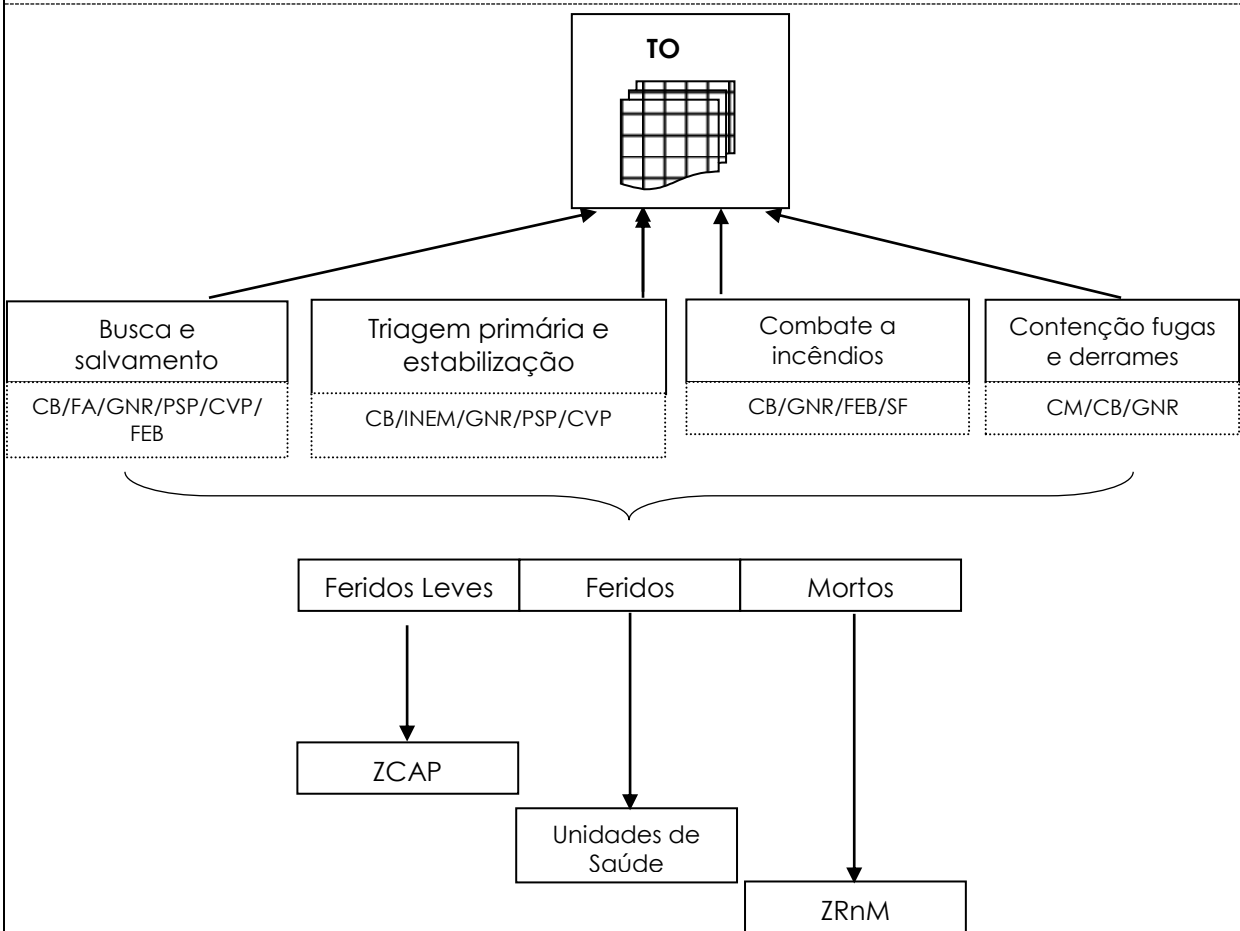 TO
Busca e
salvamento
CB/FA/GNR/PSP/CVP/
FEB
Triagem primária e
estabilização
CB/INEM/GNR/PSP/CVP
Combate a
incêndios
CB/GNR/FEB/SF
Contenção fugas
e derrames
CM/CB/GNR
Feridos Leves
Feridos
Mortos
ZCAP
Unidades de
Saúde
ZRnM